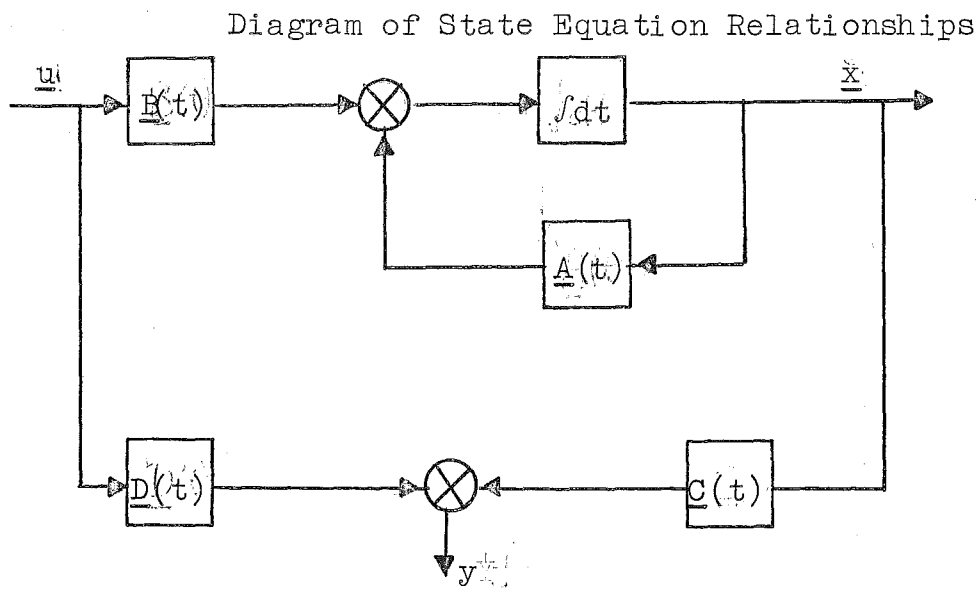 Diagram of State Equation Relationships
u
B(t)
∫dt
x
A(t)
D(t)
C(t)
y